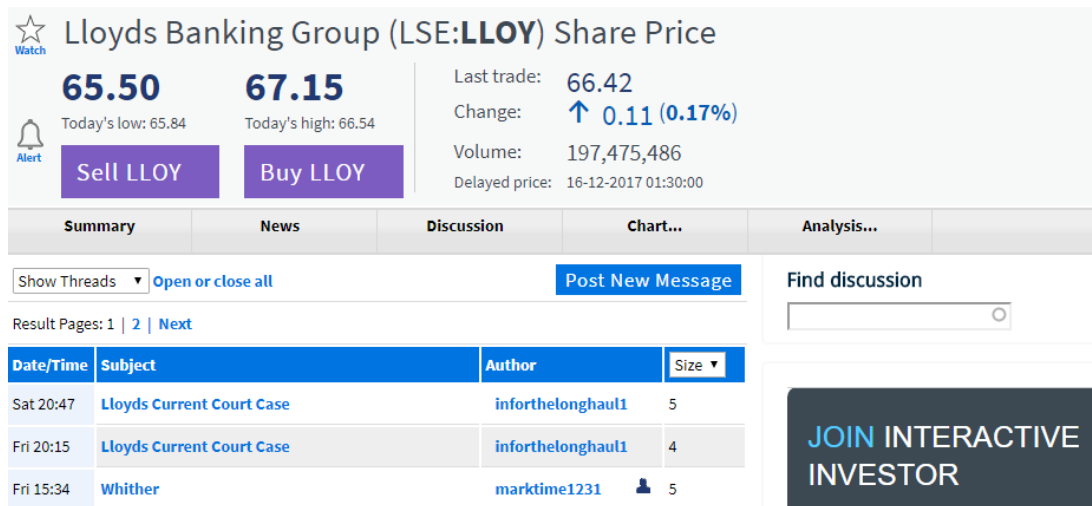 Lloyds Banking Group (LSE:LLOY) Share Price
Watch
65.50 67.15
Today's low: 65.84 Today's high: 66.54
Alert
Sell LLOY Buy LLOY
Last trade: 66.42
Change: ↑ 0.11 (0.17%)
Volume: 197,475,486
Delayed price: 16-12-2017 01:30:00
Summary News Discussion Chart... Analysis...
Show Threads ▼ Open or close all Post New Message
Result Pages: 1 | 2 | Next
Date/Time Subject Author Size ▼
Sat 20:47 Lloyds Current Court Case inforthelonghaul1 5
Fri 20:15 Lloyds Current Court Case inforthelonghaul1 4
Fri 15:34 Whither marktime1231 5
Find discussion
JOIN INTERACTIVE
INVESTOR